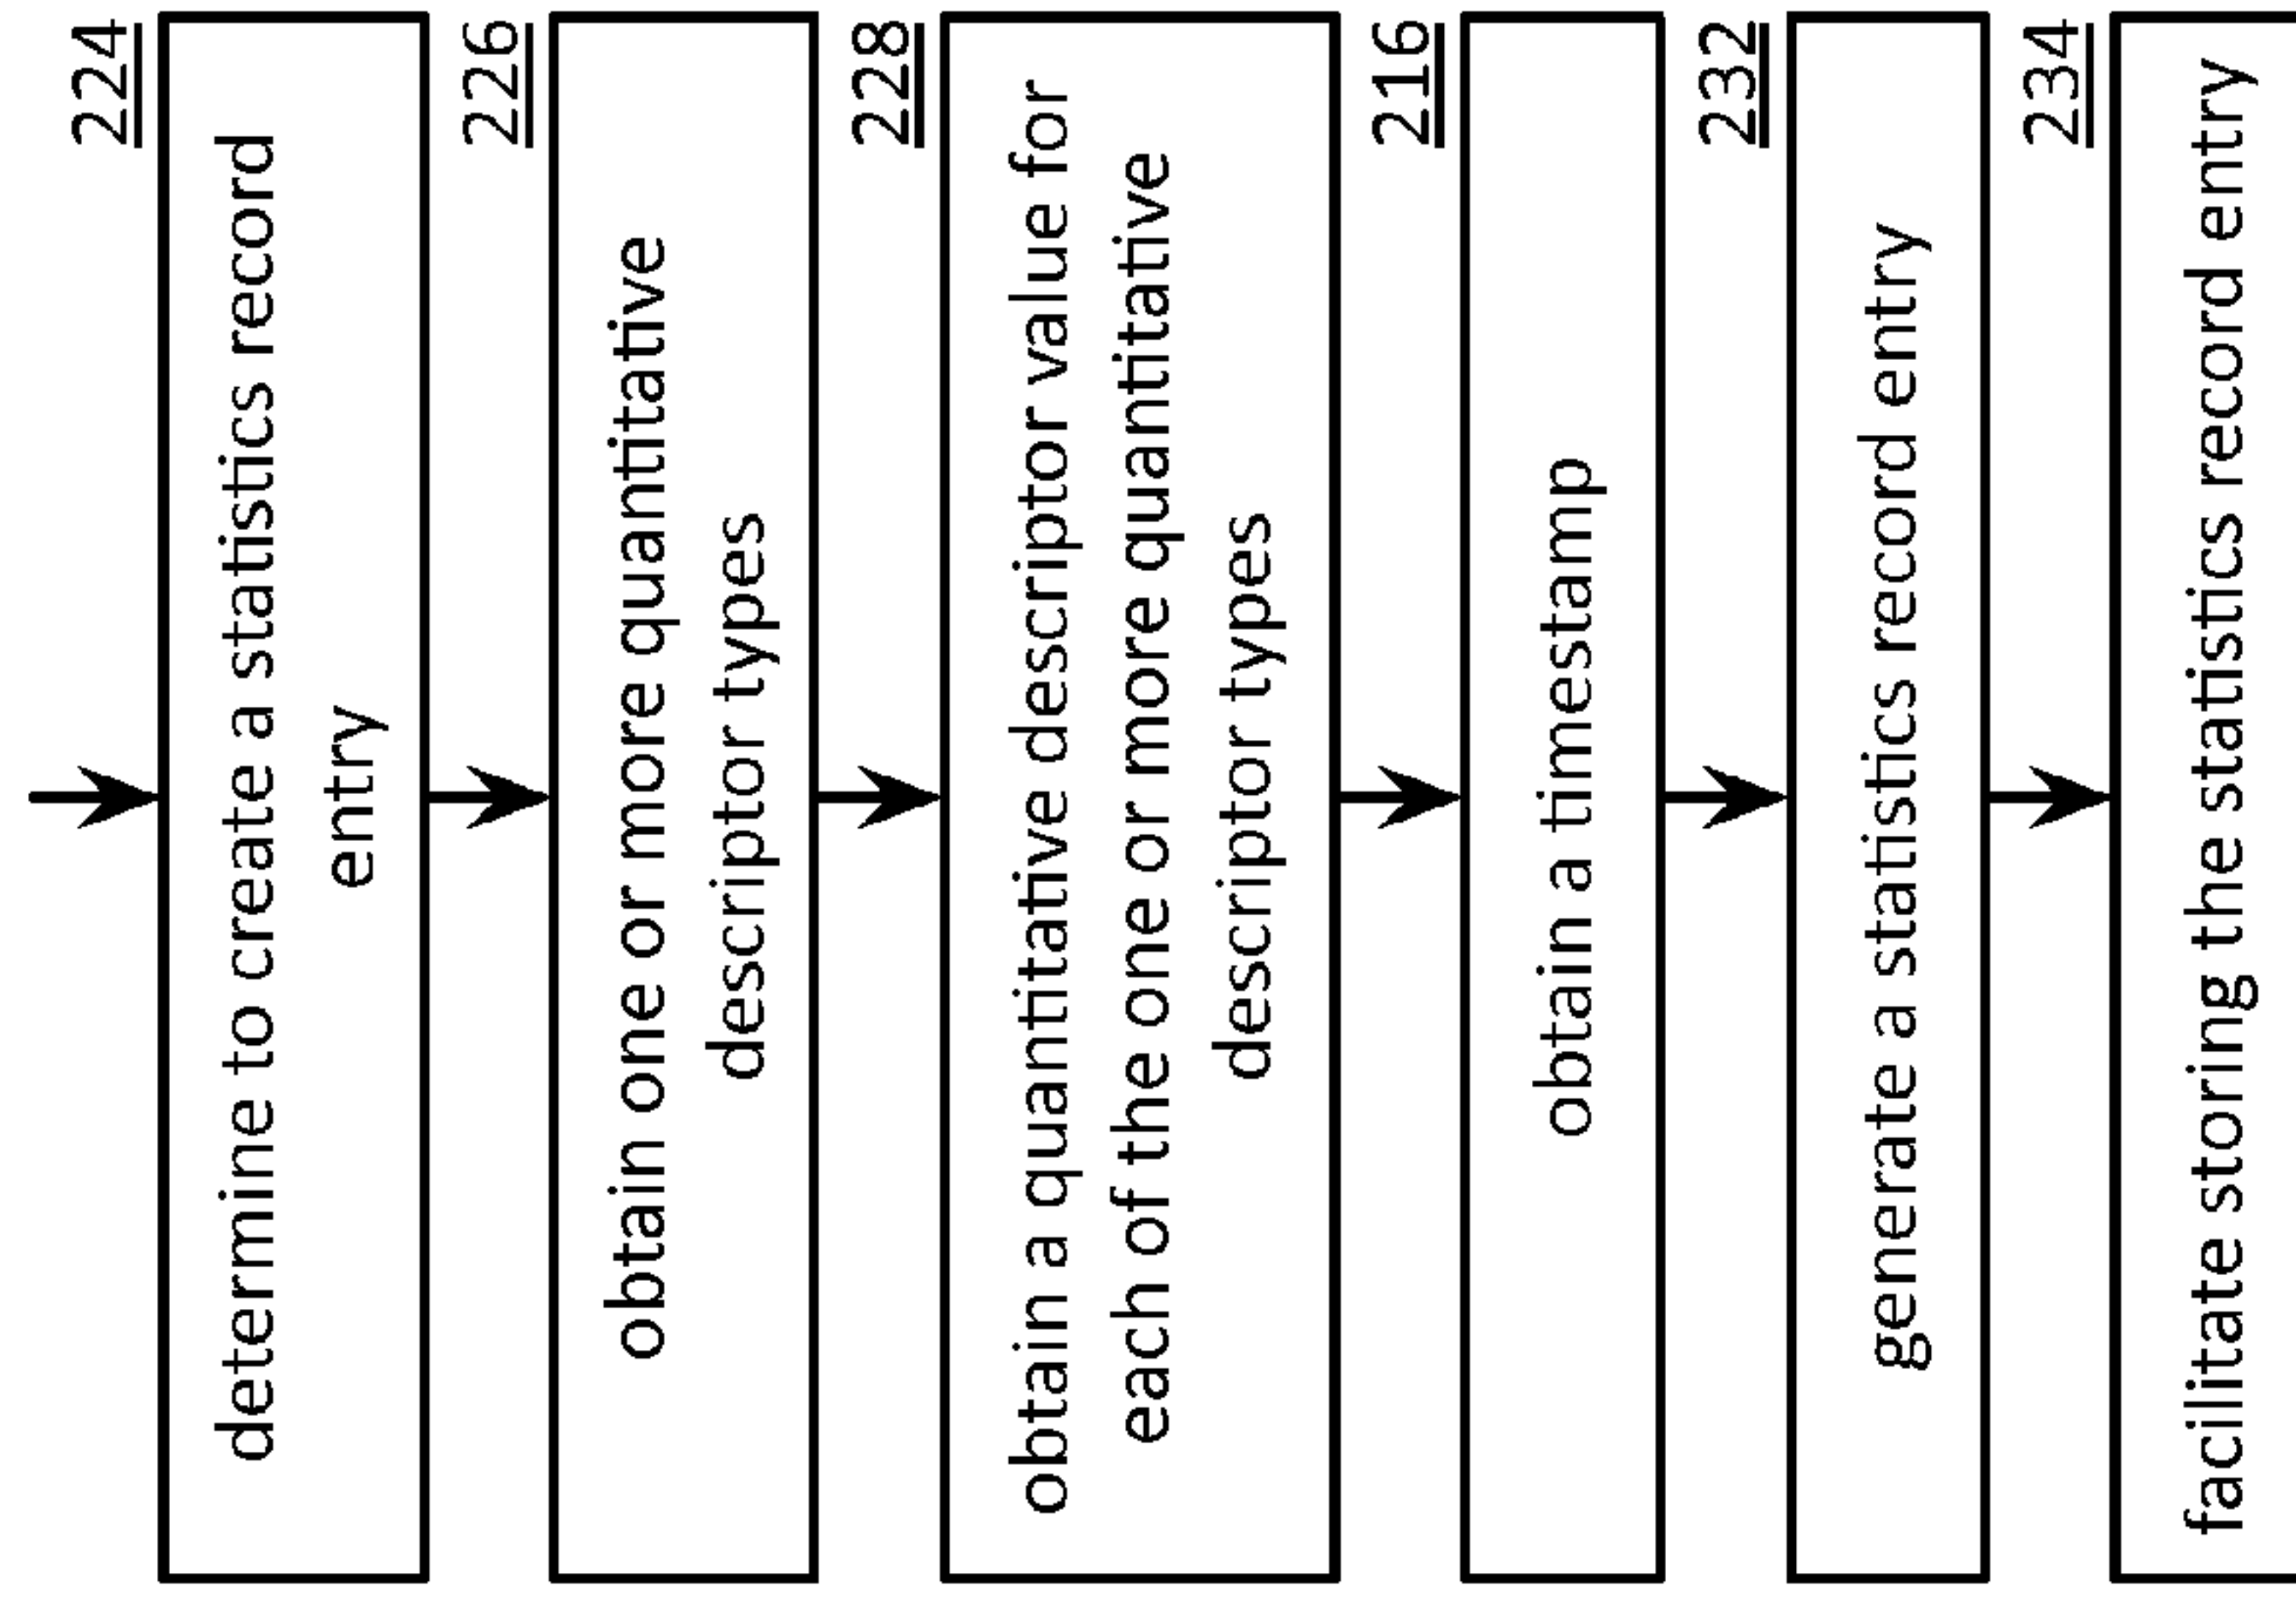 224
determine to create a statistics record
entry
226
obtain one or more quantitative
descriptor types
228
obtain a quantitative descriptor value for
each of the one or more quantitative
descriptor types
216
obtain a timestamp
232
generate a statistics record entry
234
facilitate storing the statistics record entry